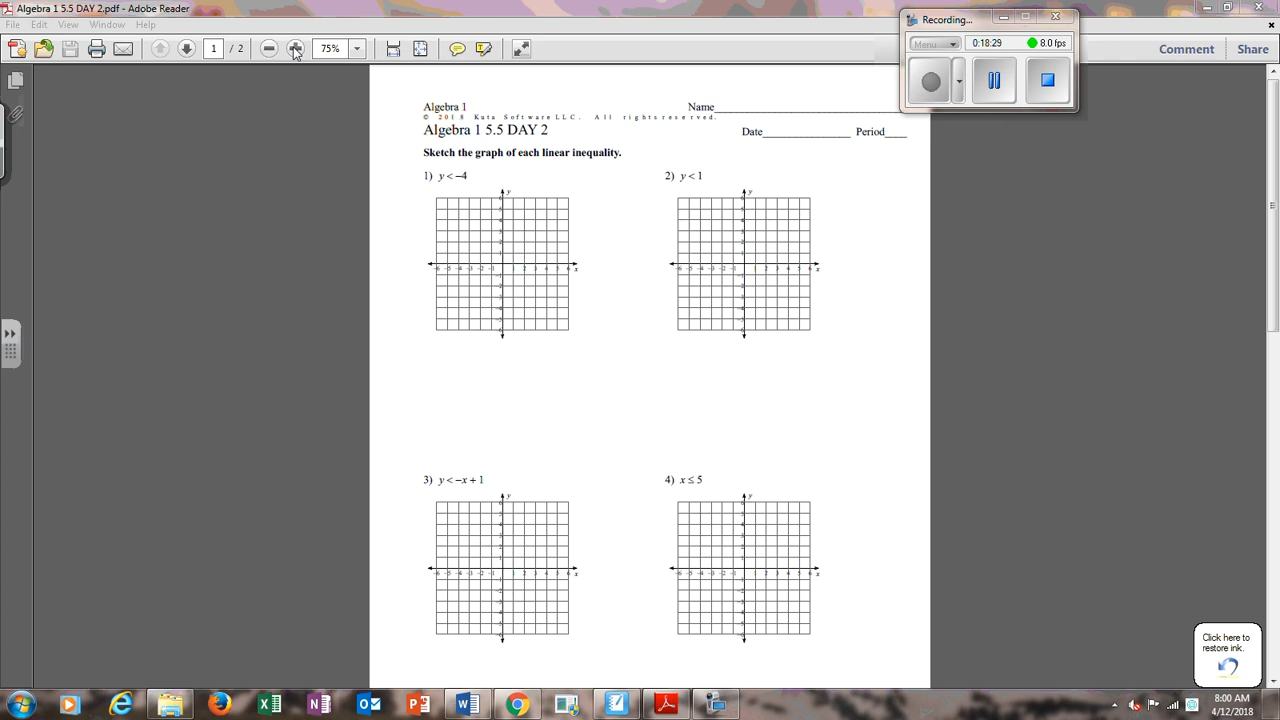 Algebra 1 5.5 DAY 2.pdf - Adobe Reader
File Edit View Window Help
1 / 2 75% Comment Share
Recording...
Menu 0:18:29 8.0 fps
Algebra 1 Name
© 2018 Kuta Software LLC. All rights reserved.
Algebra 1 5.5 DAY 2 Date Period
Sketch the graph of each linear inequality.
1) y < −4 2) y < 1
y y
x x
3) y < −x + 1 4) x ≤ 5
y y
x x
Click here to
restore ink.
8:00 AM
4/12/2018